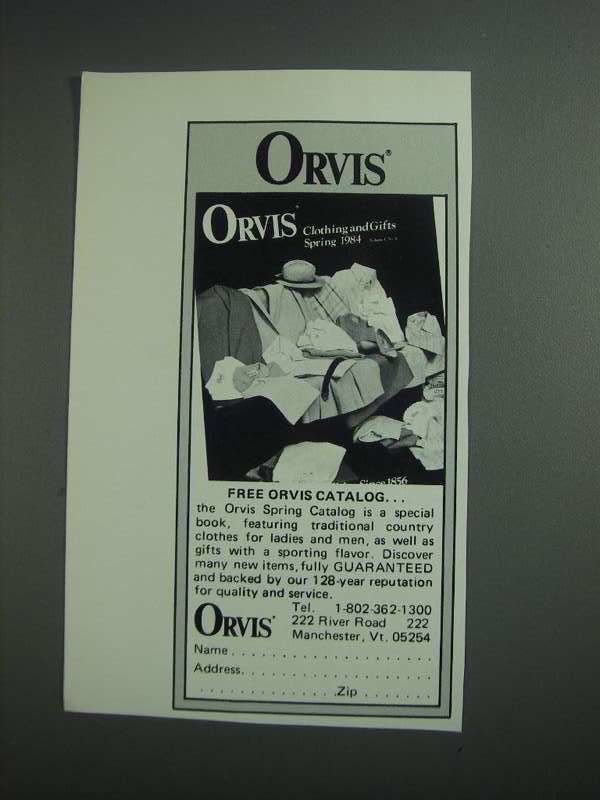 ORVIS®
ORVIS®
Clothing and Gifts
Spring 1984
Since 1856
FREE ORVIS CATALOG...
the Orvis Spring Catalog is a special
book, featuring traditional country
clothes for ladies and men, as well as
gifts with a sporting flavor. Discover
many new items, fully GUARANTEED
and backed by our 128-year reputation
for quality and service.
ORVIS®
Tel. 1-802-362-1300
222 River Road 222
Manchester, Vt. 05254
Name . . . . . . . . . . . . . . . . . . . .
Address. . . . . . . . . . . . . . . . . . .
. . . . . . . . . . . . . . Zip . . . . . . .